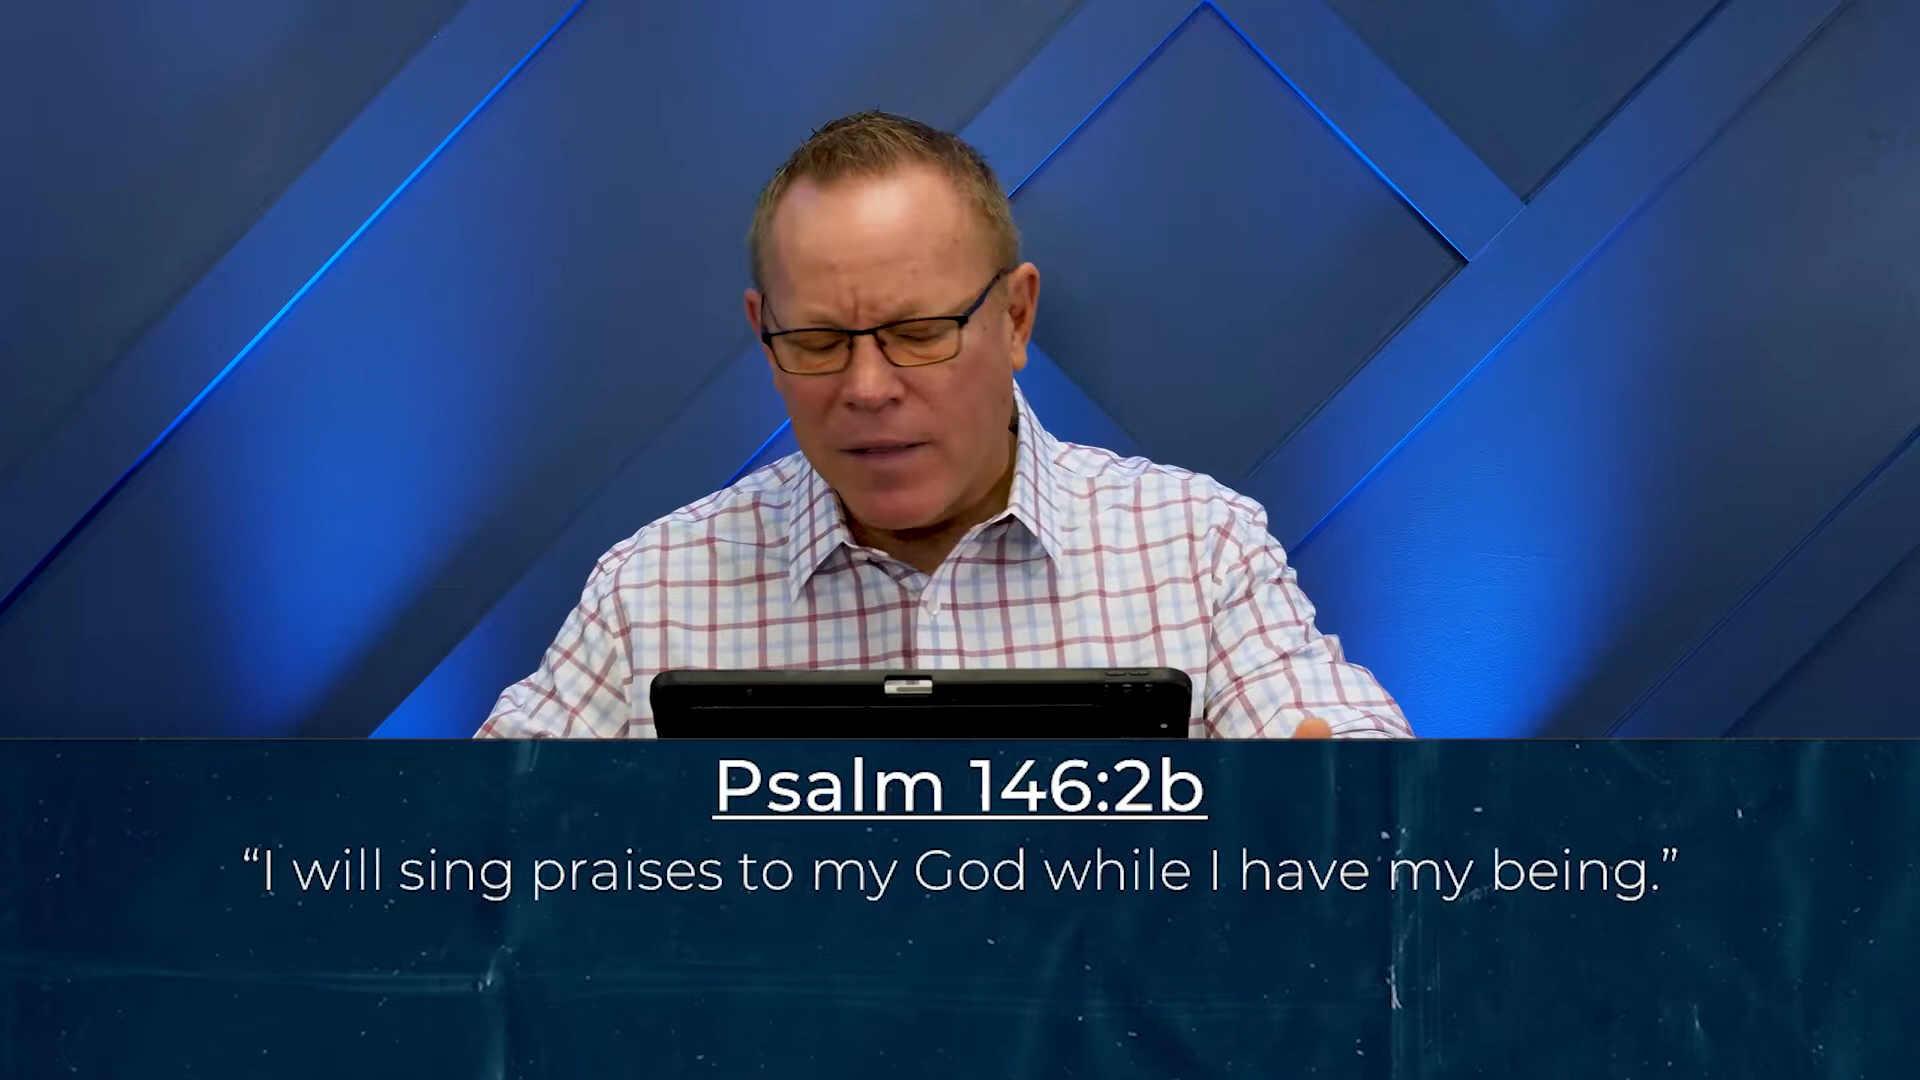 Psalm 146:2b
“I will sing praises to my God while I have my being.”